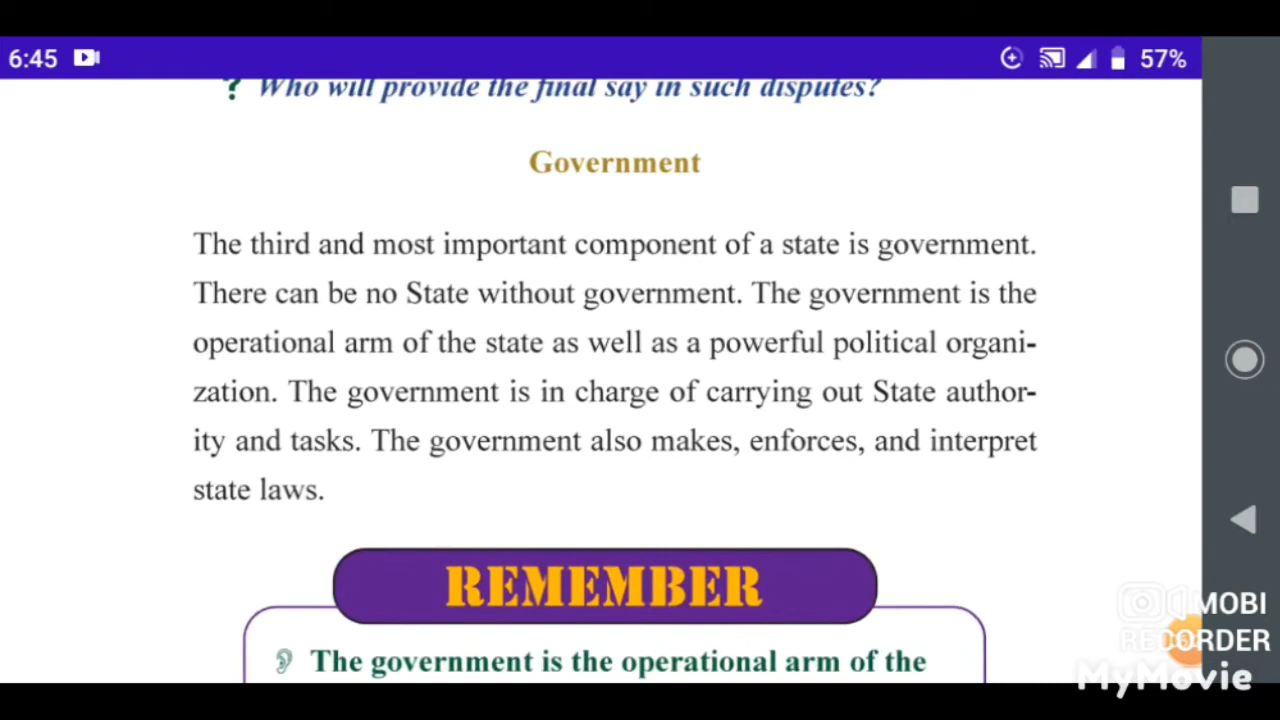 6:45 57%
? Who will provide the final say in such disputes?
Government
The third and most important component of a state is government.
There can be no State without government. The government is the
operational arm of the state as well as a powerful political organi-
zation. The government is in charge of carrying out State author-
ity and tasks. The government also makes, enforces, and interpret
state laws.
REMEMBER
The government is the operational arm of the
MOBI
RECORDER
MyMovie